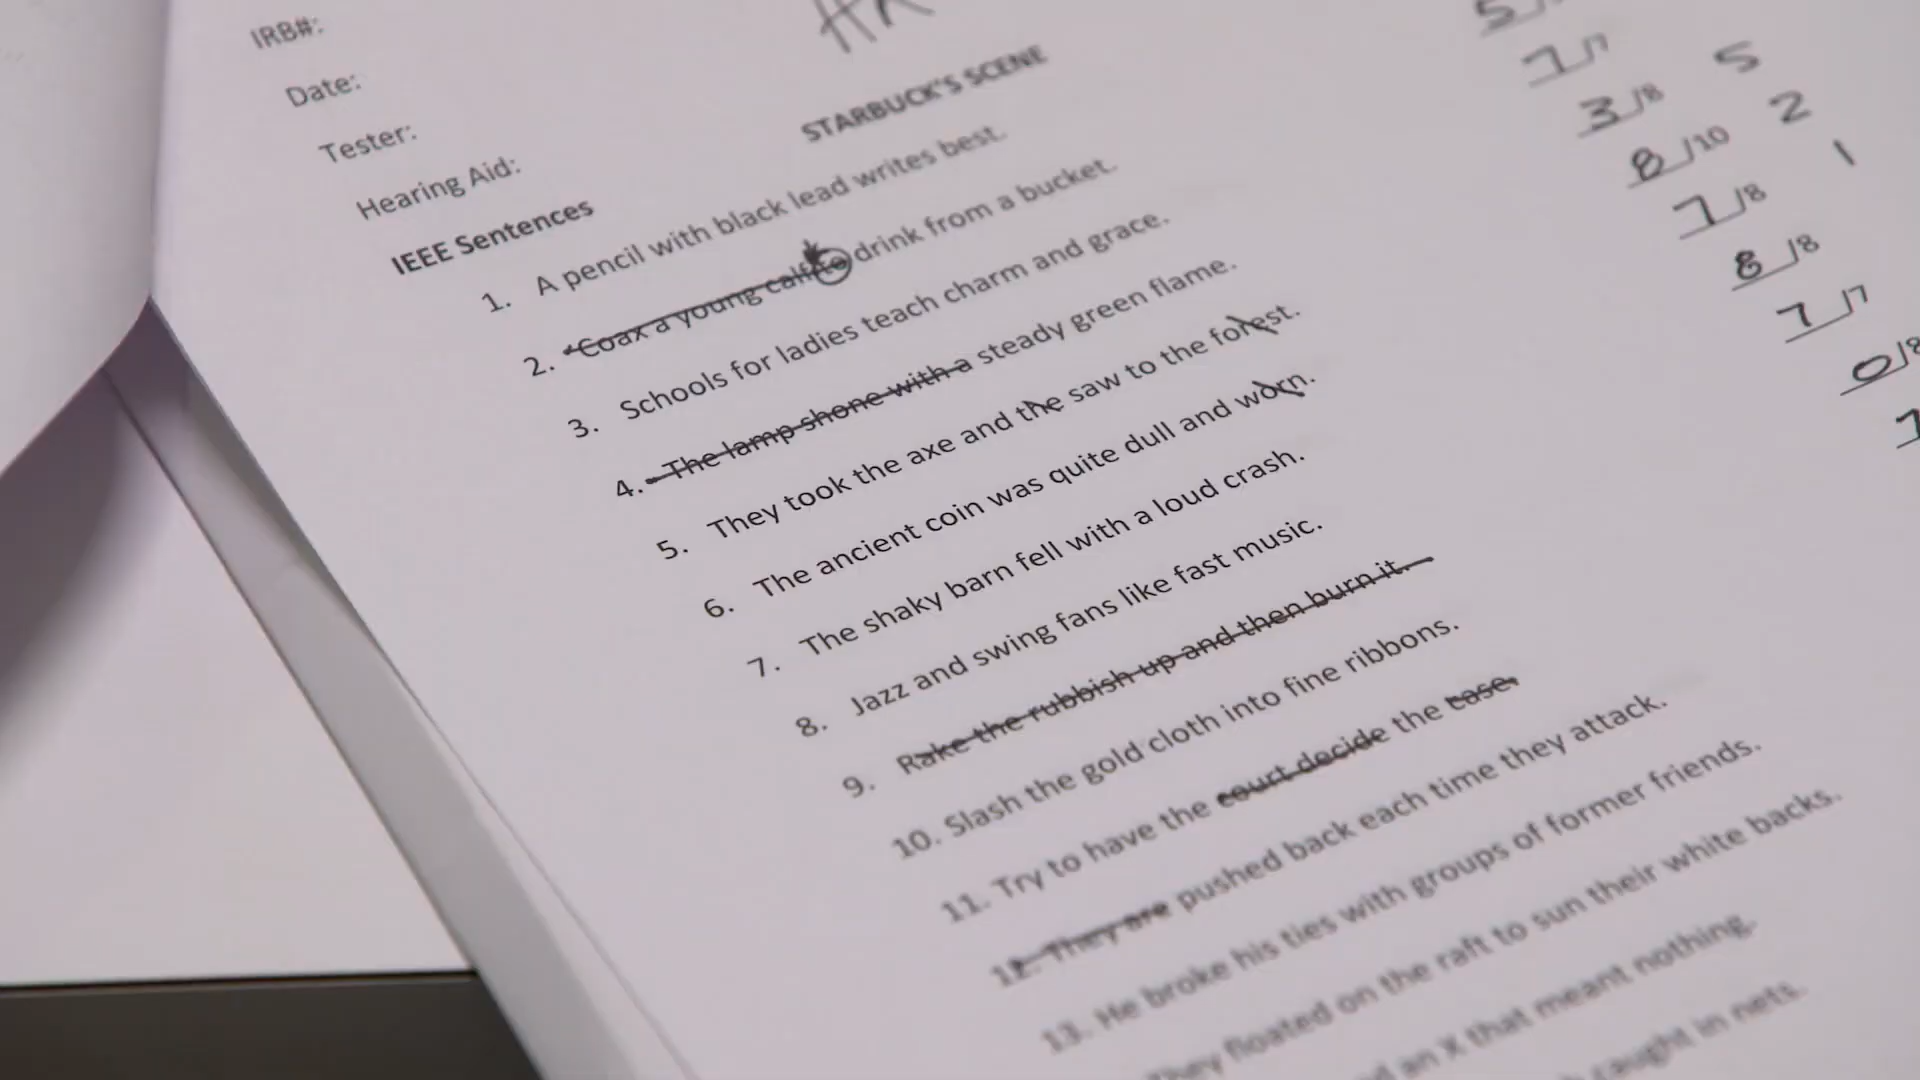 IRB#:
Date:
Tester:
Hearing Aid:
STARBUCK'S SCENE
IEEE Sentences
1. A pencil with black lead writes best.
2. Coax a young calf to drink from a bucket.
3. Schools for ladies teach charm and grace.
4. The lamp shone with a steady green flame.
5. They took the axe and the saw to the forest.
6. The ancient coin was quite dull and worn.
7. The shaky barn fell with a loud crash.
8. Jazz and swing fans like fast music.
9. Rake the rubbish up and then burn it.
10. Slash the gold cloth into fine ribbons.
11. Try to have the court decide the case.
12. They are pushed back each time they attack.
13. He broke his ties with groups of former friends.
They floated on the raft to sun their white backs.
an X that meant nothing.
caught in nets.
5/
7/7
3/8 5
8/10 2
7/8 1
8/8
7/7
0/8
7